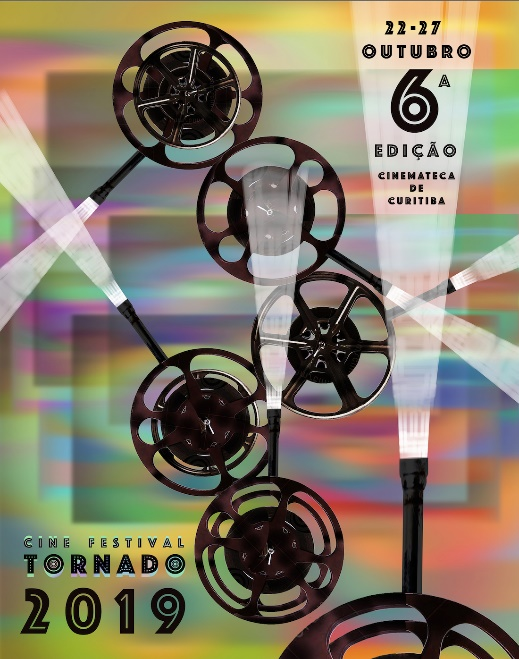 22-27
OUTUBRO
6ª
EDIÇÃO
CINEMATECA
DE
CURITIBA
CINE FESTIVAL
TORNADO
2019